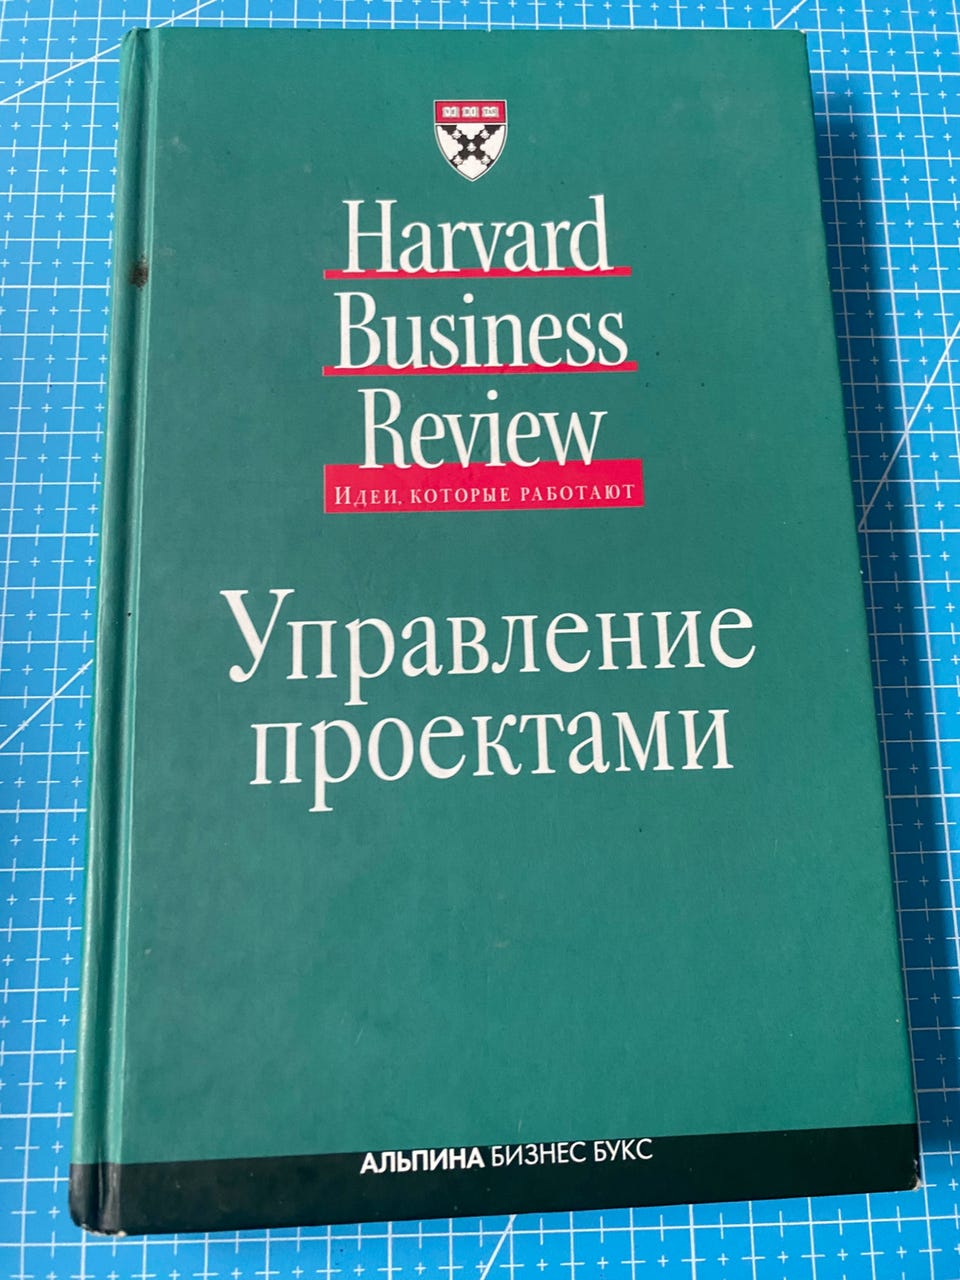 Harvard
Business
Review
Идеи, которые работают
Управление
проектами
АЛЬПИНА БИЗНЕС БУКС